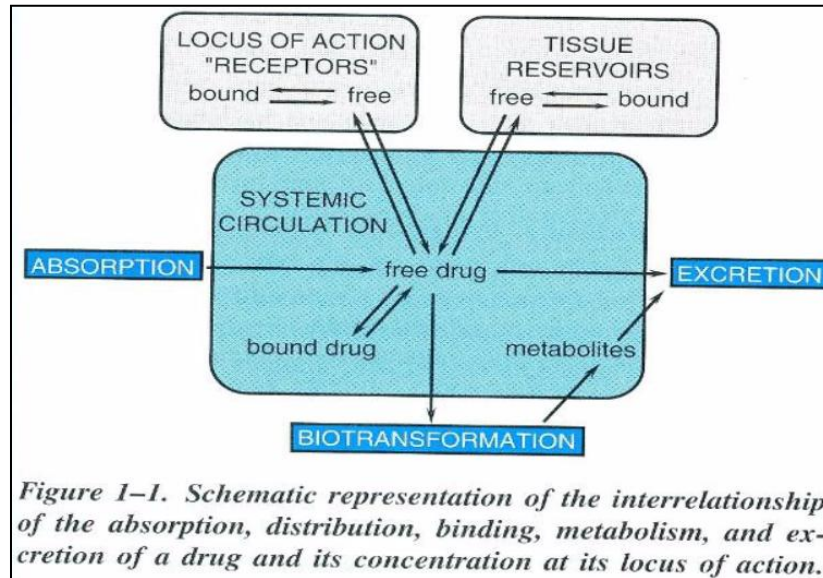 LOCUS OF ACTION
"RECEPTORS"
bound free
TISSUE
RESERVOIRS
free bound
SYSTEMIC
CIRCULATION
ABSORPTION
free drug
EXCRETION
bound drug
metabolites
BIOTRANSFORMATION
Figure 1–1. Schematic representation of the interrelationship
of the absorption, distribution, binding, metabolism, and ex-
cretion of a drug and its concentration at its locus of action.